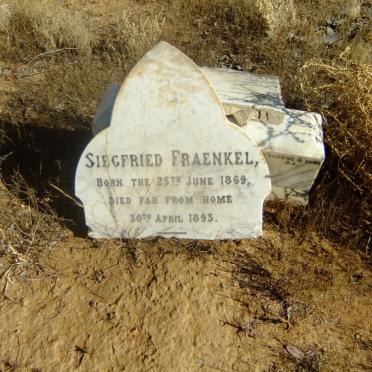 SIEGFRIED FRAENKEL,
BORN THE 25TH JUNE 1869,
DIED FAR FROM HOME
30TH APRIL 1895.